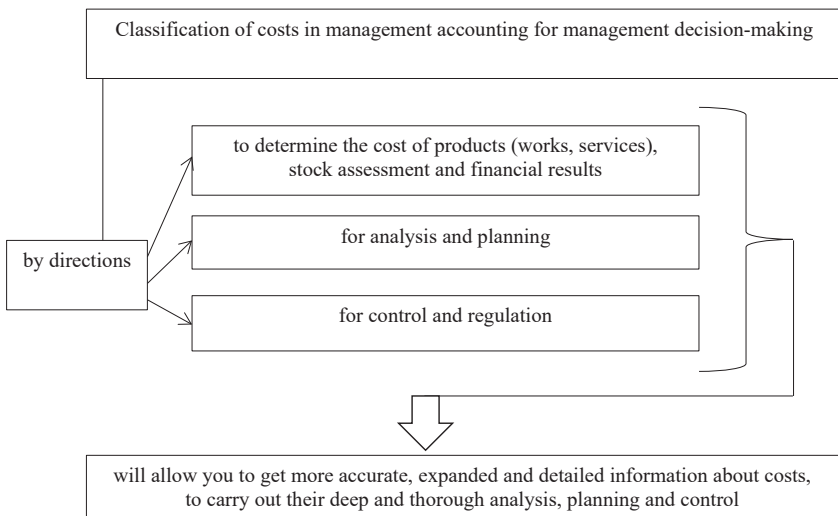 Classification of costs in management accounting for management decision-making
to determine the cost of products (works, services),
stock assessment and financial results
by directions
for analysis and planning
for control and regulation
will allow you to get more accurate, expanded and detailed information about costs,
to carry out their deep and thorough analysis, planning and control